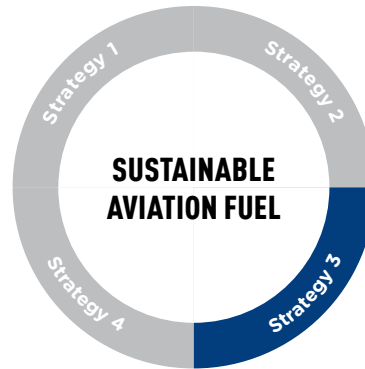 Strategy 1
Strategy 2
SUSTAINABLE
AVIATION FUEL
Strategy 4
Strategy 3